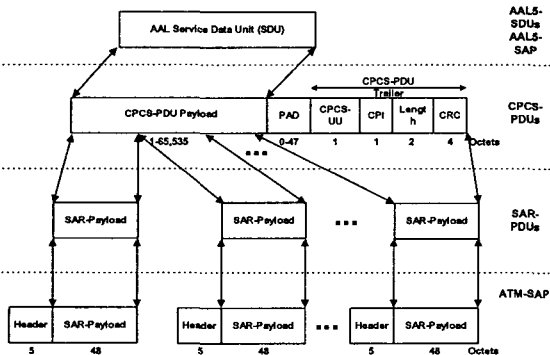 AAL Service Data Unit (SDU)
AAL5-
SDUs
AAL5-
SAP
CPCS-PDU
Trailer
CPCS-PDU Payload
PAD
CPCS-
UU
CPI
Lengt
h
CRC
CPCS-
PDUs
1-65,535
0-47
1
1
2
4
Octets
SAR-Payload
SAR-Payload
SAR-Payload
SAR-
PDUs
ATM-SAP
Header
SAR-Payload
Header
SAR-Payload
Header
SAR-Payload
5
48
5
48
5
48
Octets